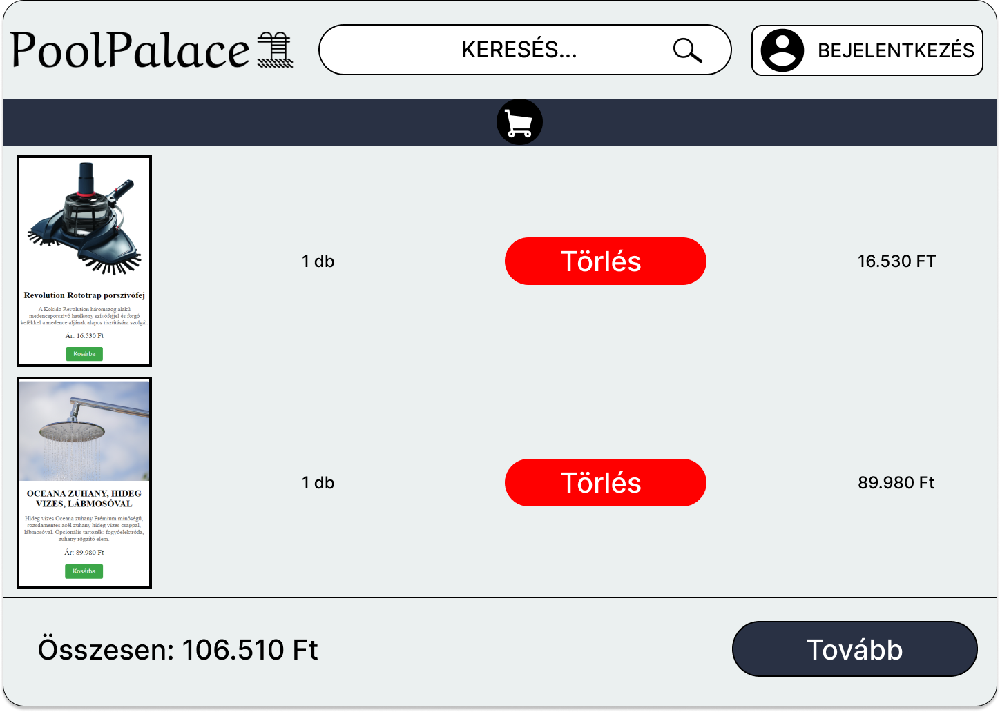 PoolPalace
KERESÉS...
BEJELENTKEZÉS
Revolution Rototrap porszívófej
A Kokido Revolution háromszög alakú
medenceporszívó hatékony szívófejjel és forgó
kefékkel a medence aljának alapos tisztítására szolgál.
Ár: 16.530 Ft
Kosárba
1 db
Törlés
16.530 FT
OCEANA ZUHANY, HIDEG
VIZES, LÁBMOSÓVAL
Hideg vizes Oceana zuhany Prémium minőségű,
rozsdamentes acél zuhany hideg vizes csappal,
lábmosóval. Opcionális tartozék: fogyóelektróda,
zuhany rögzítő elem.
Ár: 89.980 Ft
Kosárba
1 db
Törlés
89.980 Ft
Összesen: 106.510 Ft
Tovább